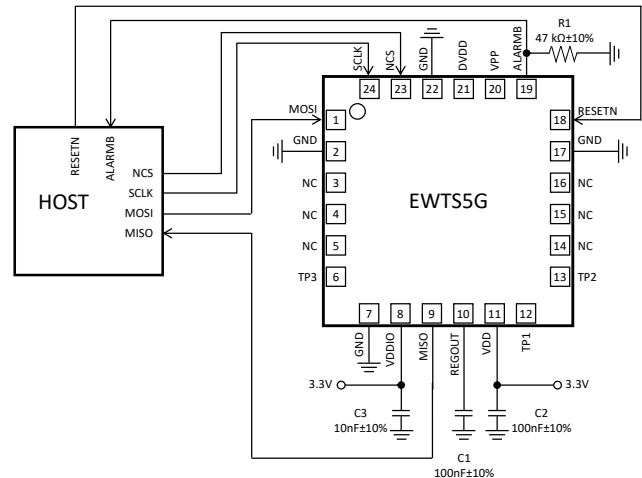 R1
47 kΩ±10%
SCLK
NCS
GND
DVDD
VPP
ALARMB
24
23
22
21
20
19
MOSI
1
18
RESETN
RESETN
ALARMB
GND
2
17
GND
NCS
NC
3
16
NC
SCLK
HOST
EWTS5G
MOSI
NC
4
15
NC
MISO
NC
5
14
NC
TP3
6
13
TP2
7
8
9
10
11
12
GND
VDDIO
MISO
REGOUT
VDD
TP1
3.3V
3.3V
C3
10nF±10%
C2
100nF±10%
C1
100nF±10%